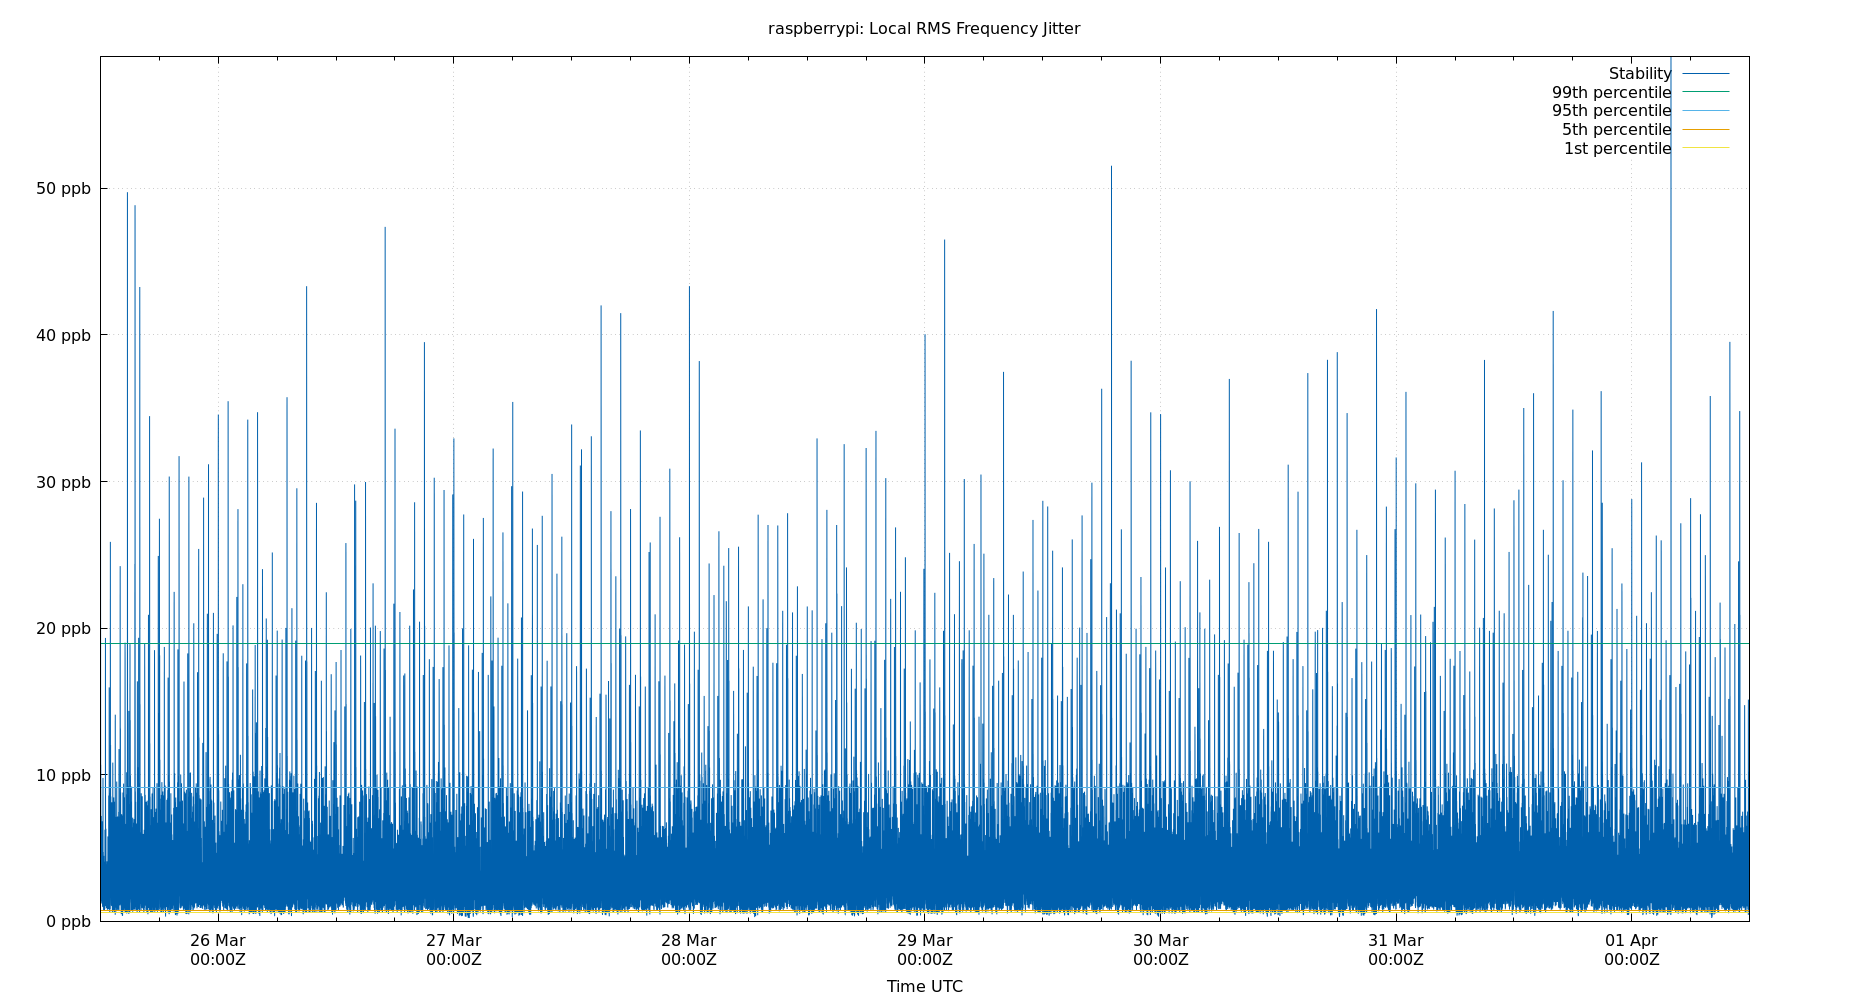 raspberrypi: Local RMS Frequency Jitter
Stability
99th percentile
95th percentile
5th percentile
1st percentile
50 ppb
40 ppb
30 ppb
20 ppb
10 ppb
0 ppb
26 Mar 27 Mar 28 Mar 29 Mar 30 Mar 31 Mar 01 Apr
00:00Z 00:00Z 00:00Z 00:00Z 00:00Z 00:00Z 00:00Z
Time UTC